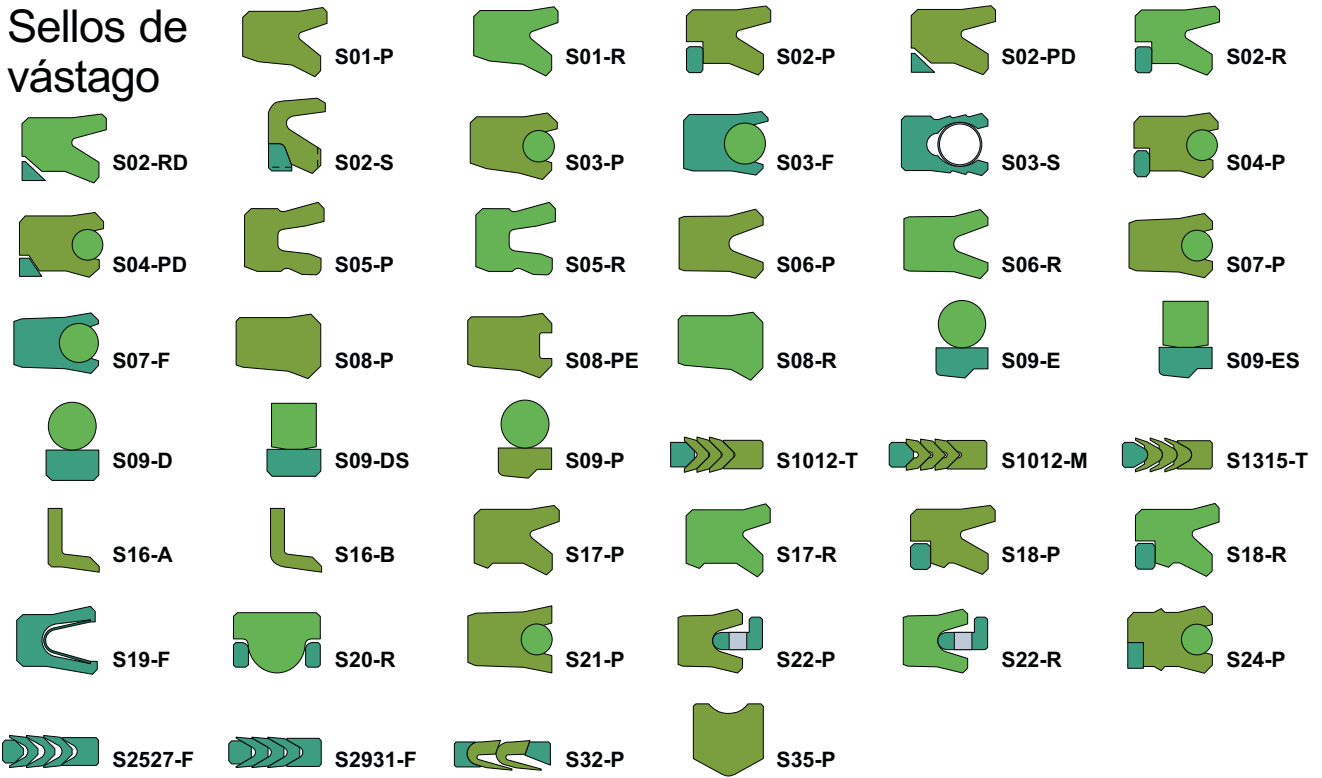 Sellos de
vástago
S01-P
S01-R
S02-P
S02-PD
S02-R
S02-RD
S02-S
S03-P
S03-F
S03-S
S04-P
S04-PD
S05-P
S05-R
S06-P
S06-R
S07-P
S07-F
S08-P
S08-PE
S08-R
S09-E
S09-ES
S09-D
S09-DS
S09-P
S1012-T
S1012-M
S1315-T
S16-A
S16-B
S17-P
S17-R
S18-P
S18-R
S19-F
S20-R
S21-P
S22-P
S22-R
S24-P
S2527-F
S2931-F
S32-P
S35-P